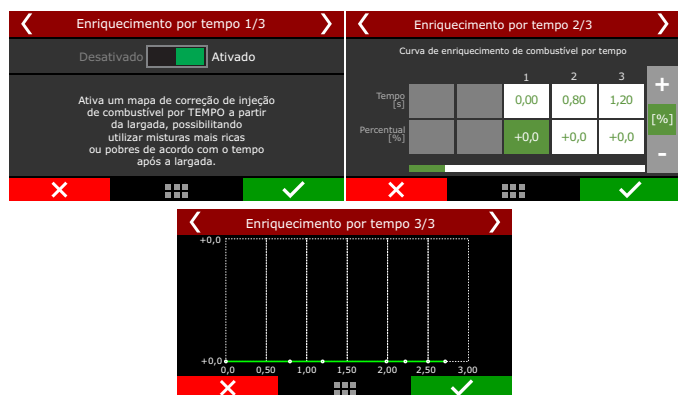 Enriquecimento por tempo 1/3
Desativado Ativado
Ativa um mapa de correção de injeção
de combustível por TEMPO a partir
da largada, possibilitando
utilizar misturas mais ricas
ou pobres de acordo com o tempo
após a largada.
Enriquecimento por tempo 2/3
Curva de enriquecimento de combustível por tempo
1 2 3
Tempo
[s]
0,00 0,80 1,20
Percentual
[%]
+0,0 +0,0 +0,0
+
[%]
-
Enriquecimento por tempo 3/3
+0,0
+0,0
0,0 0,50 1,00 1,50 2,00 2,50 3,00